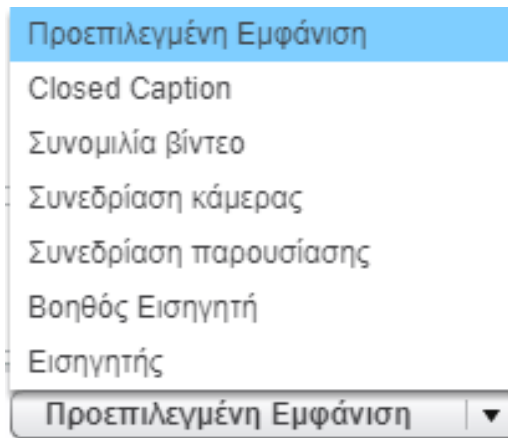 Προεπιλεγμένη Εμφάνιση
Closed Caption
Συνομιλία βίντεο
Συνεδρίαση κάμερας
Συνεδρίαση παρουσίασης
Βοηθός Εισηγητή
Εισηγητής
Προεπιλεγμένη Εμφάνιση